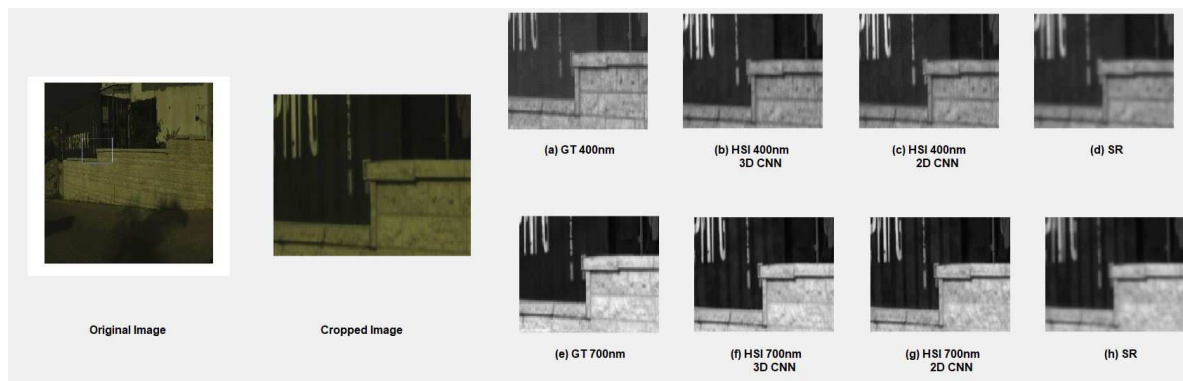 (a) GT 400nm
(b) HSI 400nm
3D CNN
(c) HSI 400nm
2D CNN
(d) SR
Original Image
Cropped Image
(e) GT 700nm
(f) HSI 700nm
3D CNN
(g) HSI 700nm
2D CNN
(h) SR